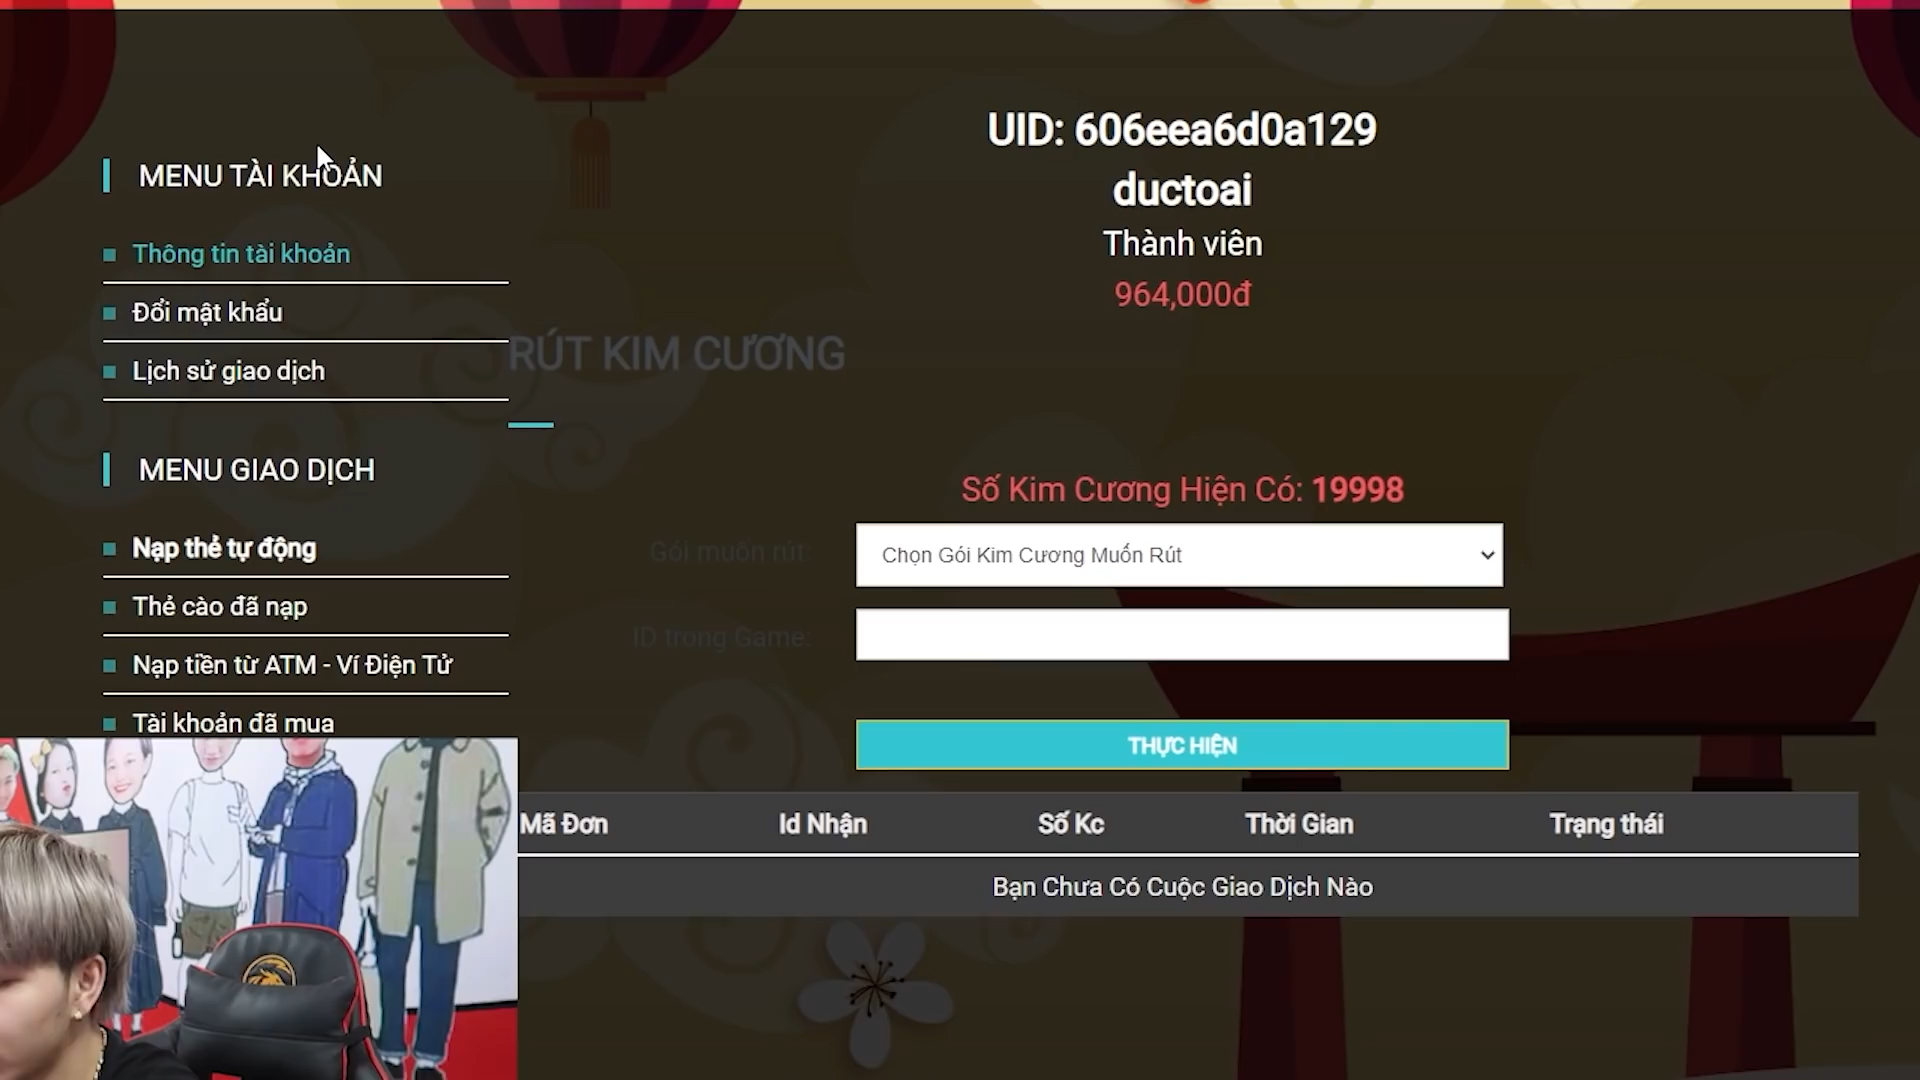 MENU TÀI KHOẢN
Thông tin tài khoản
Đổi mật khẩu
Lịch sử giao dịch
MENU GIAO DỊCH
Nạp thẻ tự động
Thẻ cào đã nạp
Nạp tiền từ ATM - Ví Điện Tử
Tài khoản đã mua
UID: 606eea6d0a129
ductoai
Thành viên
964,000đ
RÚT KIM CƯƠNG
Số Kim Cương Hiện Có: 19998
Gói muốn rút:
Chọn Gói Kim Cương Muốn Rút
ID trong Game:
THỰC HIỆN
Mã Đơn Id Nhận Số Kc Thời Gian Trạng thái
Bạn Chưa Có Cuộc Giao Dịch Nào